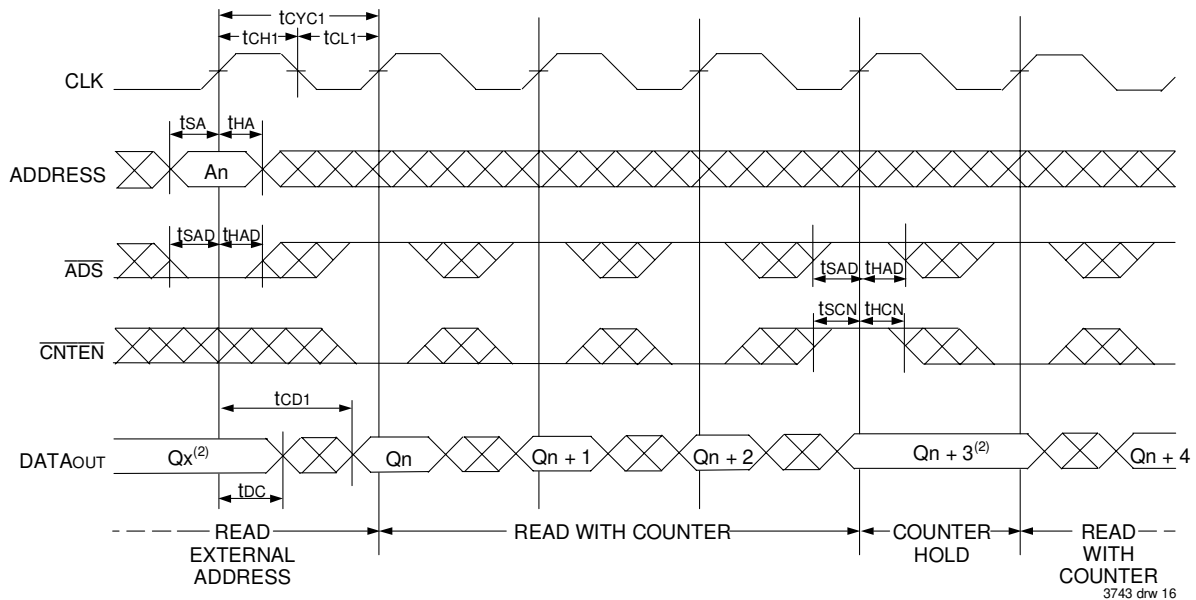 tCYC1
tCH1 tCL1
CLK
tSA tHA
ADDRESS An
tSAD tHAD
ADS
tSAD tHAD
tSCN tHCN
CNTEN
tCD1
DATAOUT Qx(2) Qn Qn + 1 Qn + 2 Qn + 3(2) Qn + 4
tDC
READ EXTERNAL ADDRESS
READ WITH COUNTER
COUNTER HOLD
READ WITH COUNTER
3743 drw 16